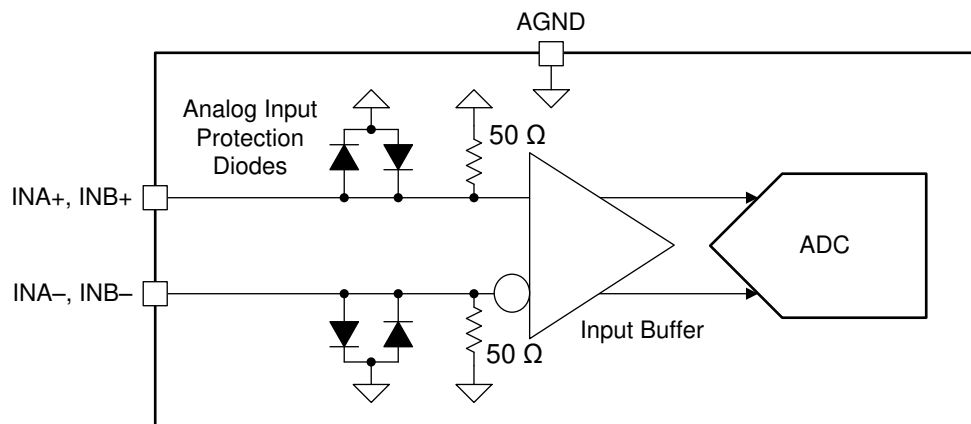 AGND
Analog Input
Protection
Diodes
50 Ω
INA+, INB+
ADC
INA–, INB–
Input Buffer
50 Ω